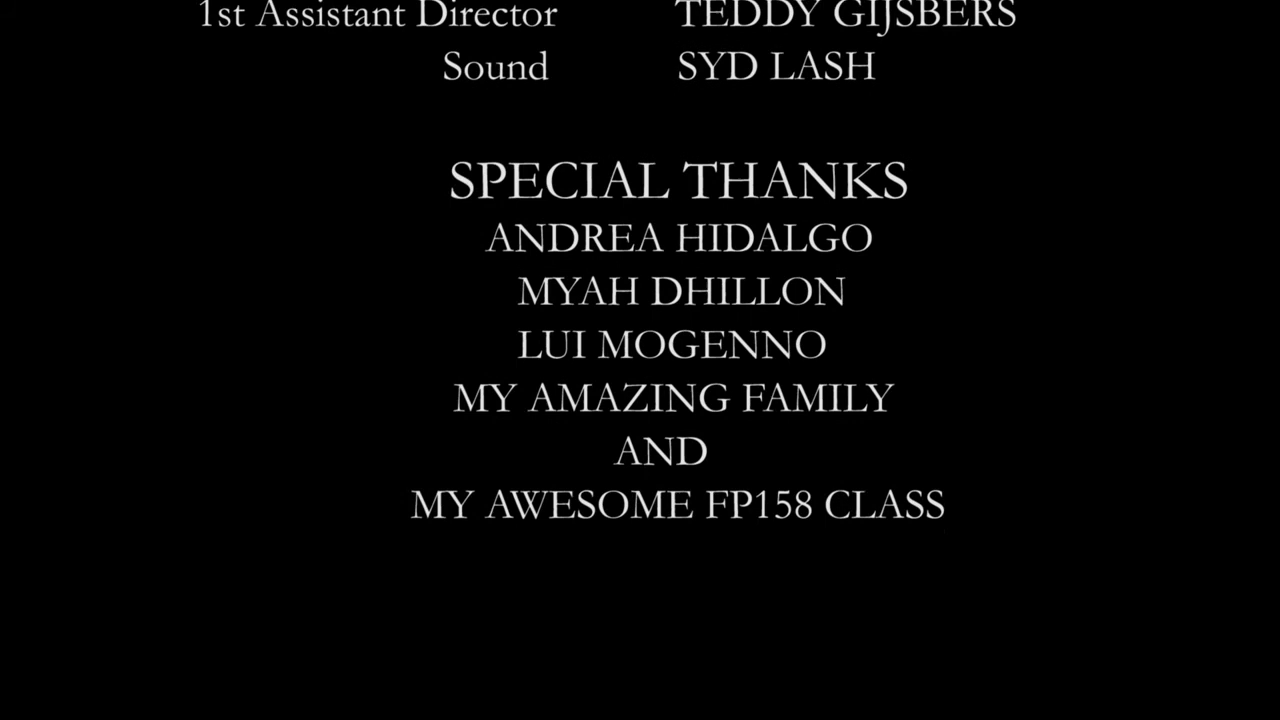 1st Assistant Director TEDDY GIJSBERS
Sound SYD LASH
SPECIAL THANKS
ANDREA HIDALGO
MYAH DHILLON
LUI MOGENNO
MY AMAZING FAMILY
AND
MY AWESOME FP158 CLASS